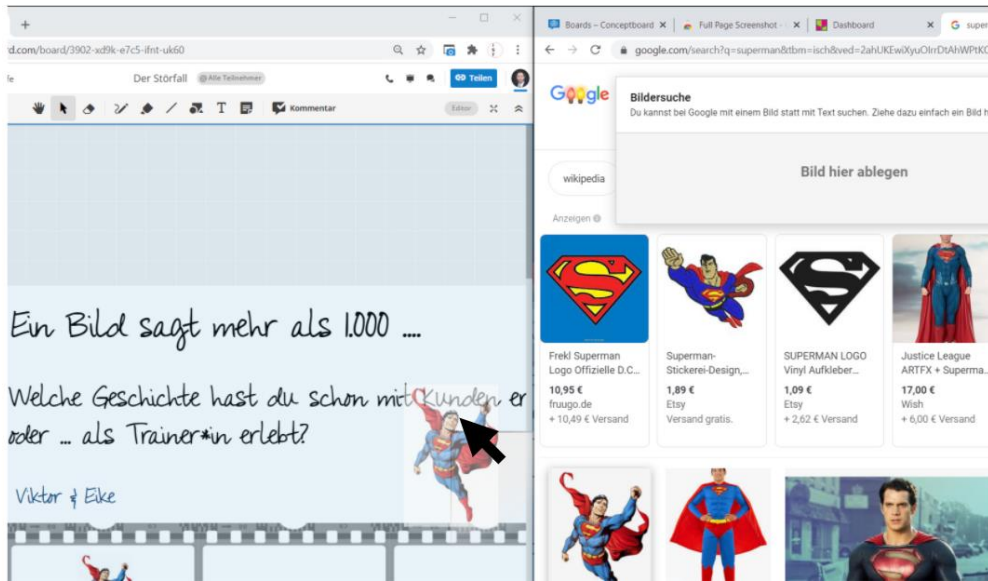 rd.com/board/3902-xd9k-e7c5-ifnt-uk60
Der Störfall
@Alle Teilnehmer
Teilen
T
Kommentar
Editor
Ein Bild sagt mehr als 1.000 ....
Welche Geschichte hast du schon mit Kunden er
oder ... als Trainer*in erlebt?
Viktor & Eike
Boards – Conceptboard
Full Page Screenshot -
Dashboard
super
google.com/search?q=superman&tbm=isch&ved=2ahUKEwiXyuOlrrDtAhWPtKQ
Google
Bildersuche
Du kannst bei Google mit einem Bild statt mit Text suchen. Ziehe dazu einfach ein Bild h
Bild hier ablegen
wikipedia
Anzeigen
Frekl Superman
Logo Offizielle D.C...
10,95 €
fruugo.de
+ 10,49 € Versand
Superman-
Stickerei-Design,...
1,89 €
Etsy
Versand gratis.
SUPERMAN LOGO
Vinyl Aufkleber...
1,09 €
Etsy
+ 2,62 € Versand
Justice League
ARTFX + Superma...
17,00 €
Wish
+ 6,00 € Versand